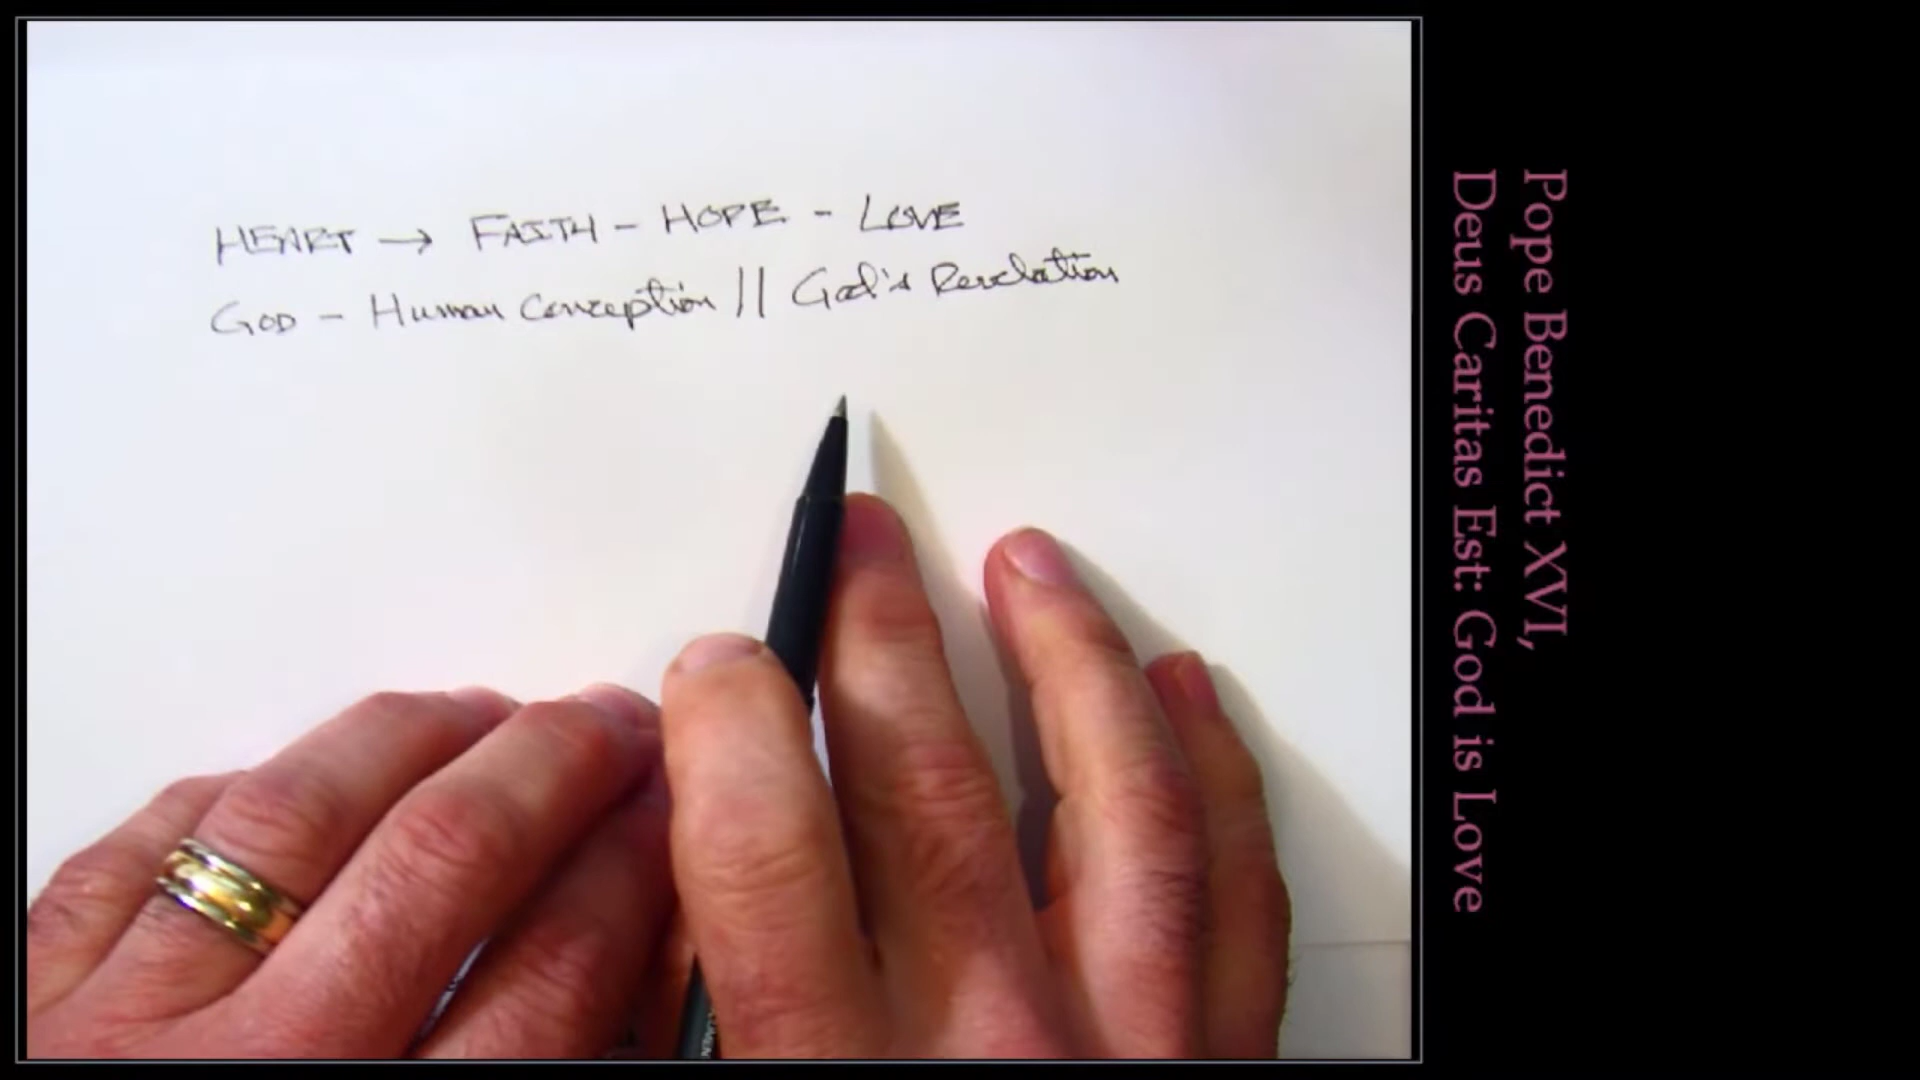 HEART → FAITH - HOPE - LOVE
GOD - Human Conception || God's Revelation
Pope Benedict XVI,
Deus Caritas Est: God is Love